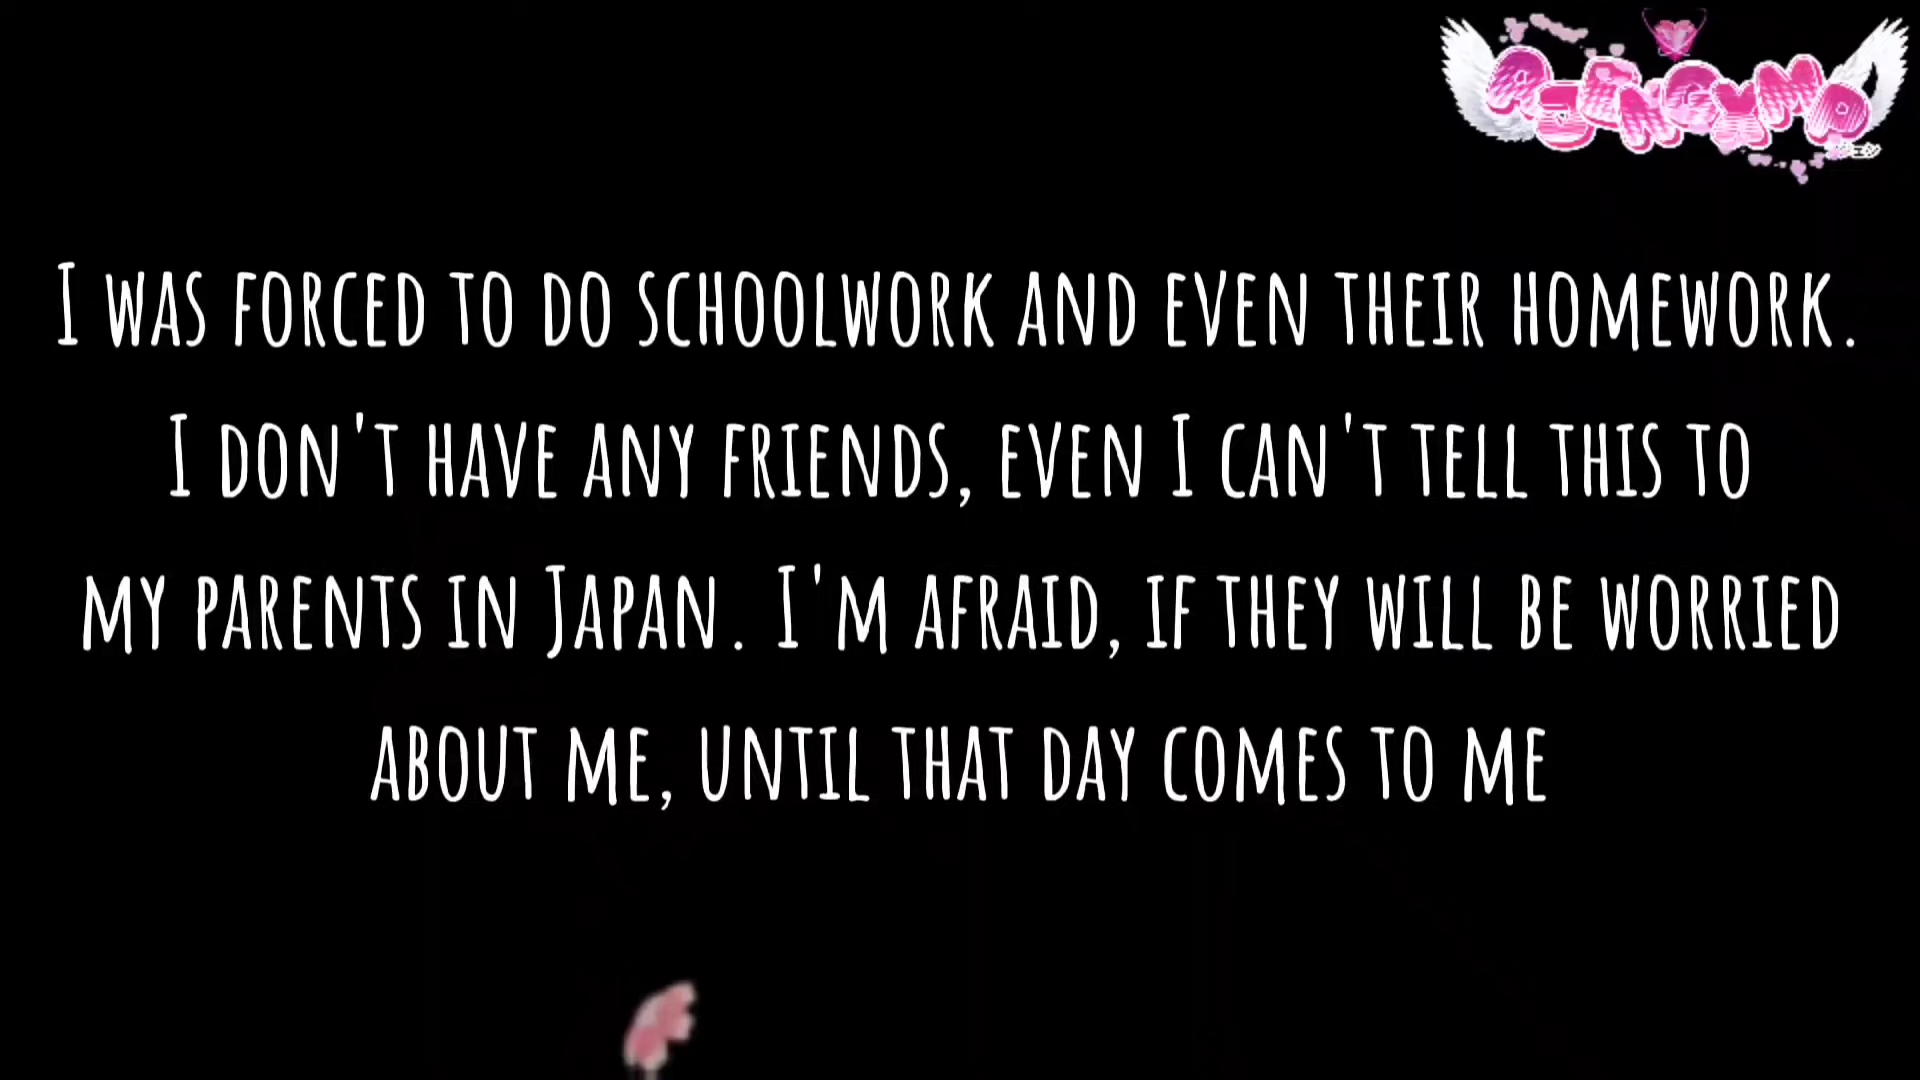 I was forced to do schoolwork and even their homework.
I don't have any friends, even I can't tell this to
my parents in Japan. I'm afraid, if they will be worried
about me, until that day comes to me